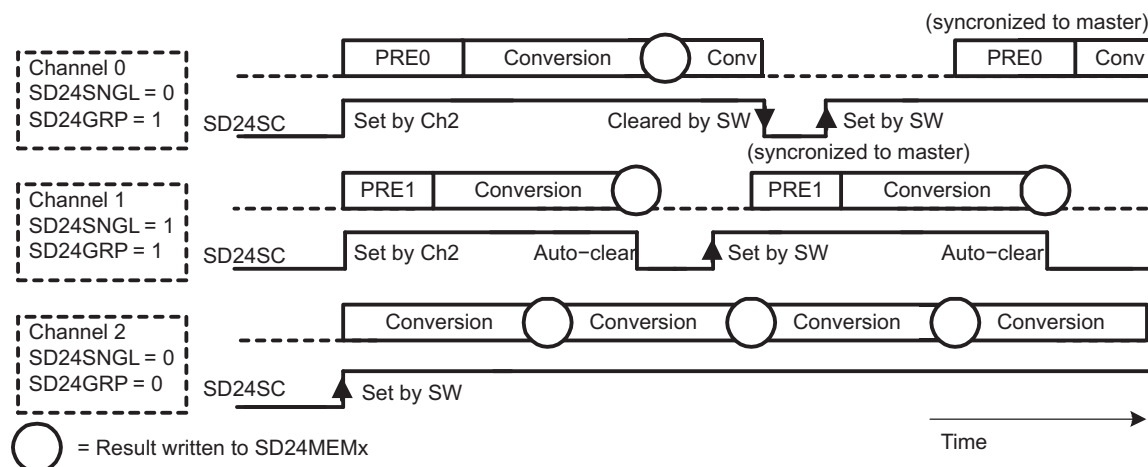 (syncronized to master)
PRE0 Conversion Conv PRE0 Conv
Channel 0
SD24SNGL = 0
SD24GRP = 1
SD24SC Set by Ch2 Cleared by SW Set by SW
(syncronized to master)
PRE1 Conversion PRE1 Conversion
Channel 1
SD24SNGL = 1
SD24GRP = 1
SD24SC Set by Ch2 Auto−clear Set by SW Auto−clear
Conversion Conversion Conversion Conversion
Channel 2
SD24SNGL = 0
SD24GRP = 0
SD24SC Set by SW
= Result written to SD24MEMx
Time